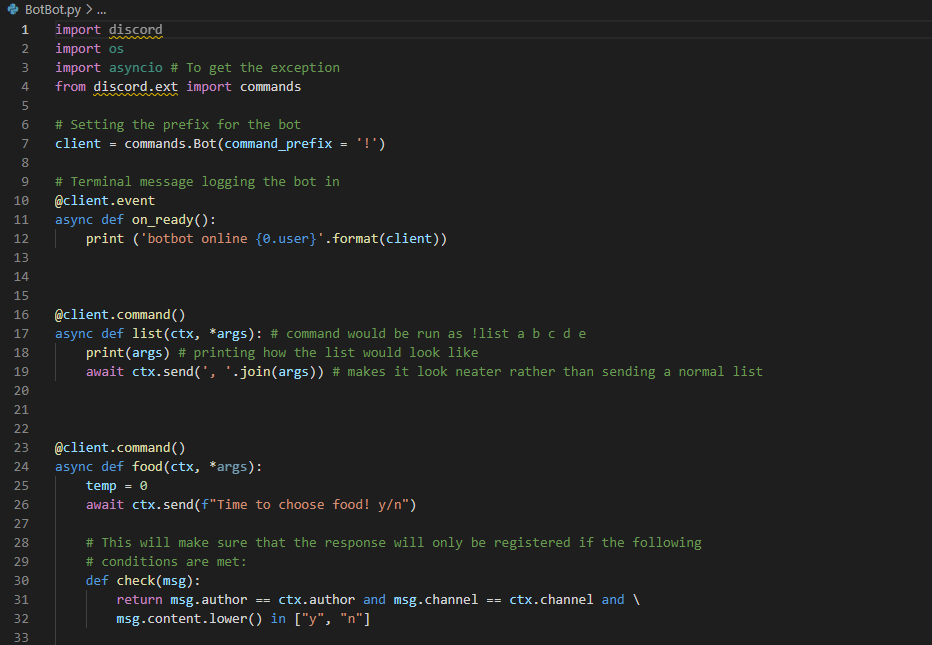 BotBot.py > ...
1 import discord
2 import os
3 import asyncio # To get the exception
4 from discord.ext import commands
5
6 # Setting the prefix for the bot
7 client = commands.Bot(command_prefix = '!')
8
9 # Terminal message logging the bot in
10 @client.event
11 async def on_ready():
12     print ('botbot online {0.user}'.format(client))
13
14
15
16 @client.command()
17 async def list(ctx, *args): # command would be run as !list a b c d e
18     print(args) # printing how the list would look like
19     await ctx.send(', '.join(args)) # makes it look neater rather than sending a normal list
20
21
22
23 @client.command()
24 async def food(ctx, *args):
25     temp = 0
26     await ctx.send(f"Time to choose food! y/n")
27
28     # This will make sure that the response will only be registered if the following
29     # conditions are met:
30     def check(msg):
31         return msg.author == ctx.author and msg.channel == ctx.channel and \
32         msg.content.lower() in ["y", "n"]
33